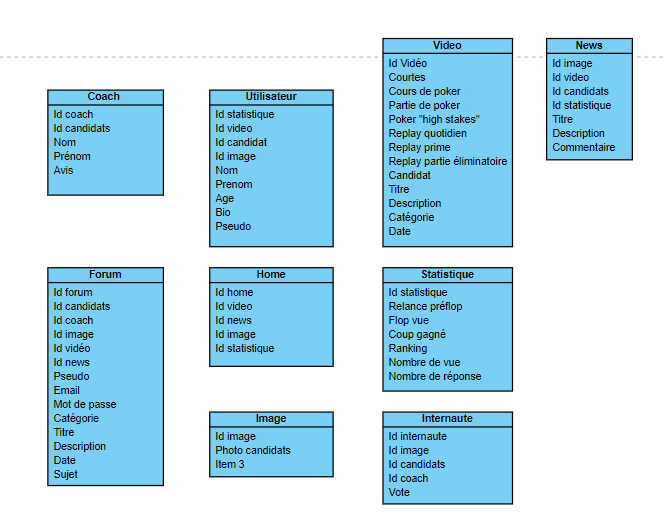 Coach
Id coach
Id candidats
Nom
Prénom
Avis
Utilisateur
Id statistique
Id video
Id candidat
Id image
Nom
Prenom
Age
Bio
Pseudo
Video
Id Vidéo
Courtes
Cours de poker
Partie de poker
Poker "high stakes"
Replay quotidien
Replay prime
Replay partie éliminatoire
Candidat
Titre
Description
Catégorie
Date
News
Id image
Id video
Id candidats
Id statistique
Titre
Description
Commentaire
Forum
Id forum
Id candidats
Id coach
Id image
Id vidéo
Id news
Pseudo
Email
Mot de passe
Catégorie
Titre
Description
Date
Sujet
Home
Id home
Id video
Id news
Id image
Id statistique
Statistique
Id statistique
Relance préflop
Flop vue
Coup gagné
Ranking
Nombre de vue
Nombre de réponse
Image
Id image
Photo candidats
Item 3
Internaute
Id internaute
Id image
Id candidats
Id coach
Vote